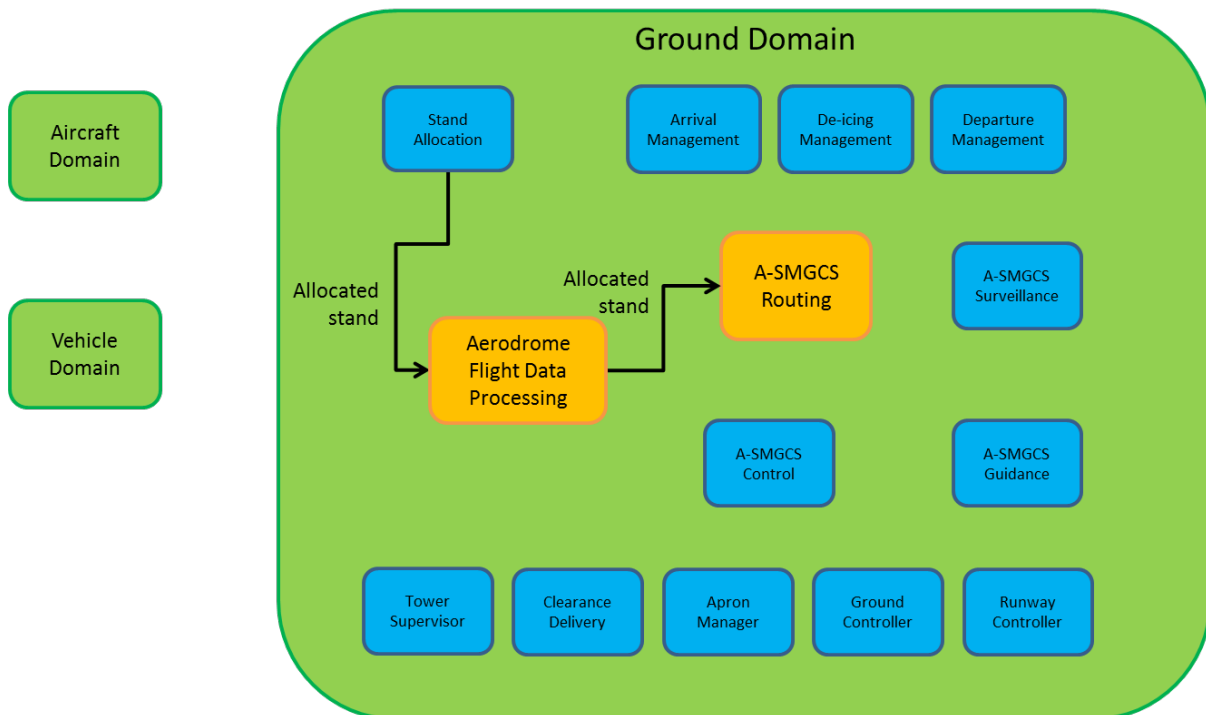 Ground Domain
Aircraft
Domain
Stand
Allocation
Arrival
Management
De-icing
Management
Departure
Management
Allocated
stand
Allocated
stand
A-SMGCS
Routing
A-SMGCS
Surveillance
Vehicle
Domain
Aerodrome
Flight Data
Processing
A-SMGCS
Control
A-SMGCS
Guidance
Tower
Supervisor
Clearance
Delivery
Apron
Manager
Ground
Controller
Runway
Controller